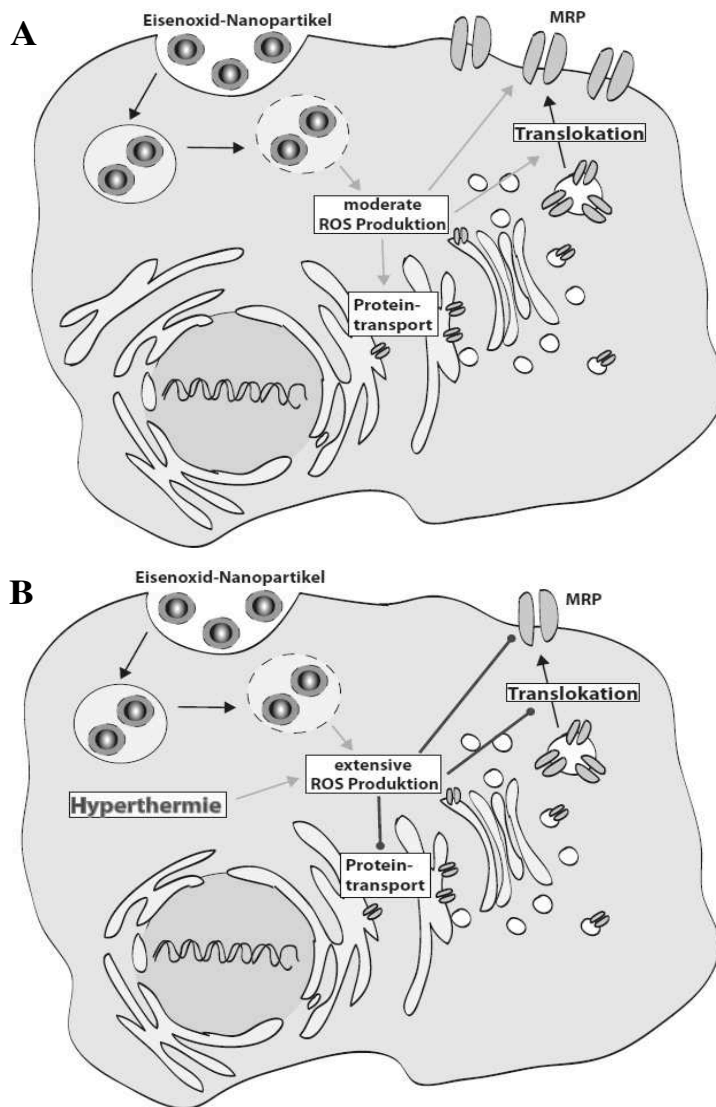 A
Eisenoxid-Nanopartikel
MRP
Translokation
moderate
ROS Produktion
Protein-
transport
B
Eisenoxid-Nanopartikel
MRP
Translokation
extensive
ROS Produktion
Hyperthermie
Protein-
transport